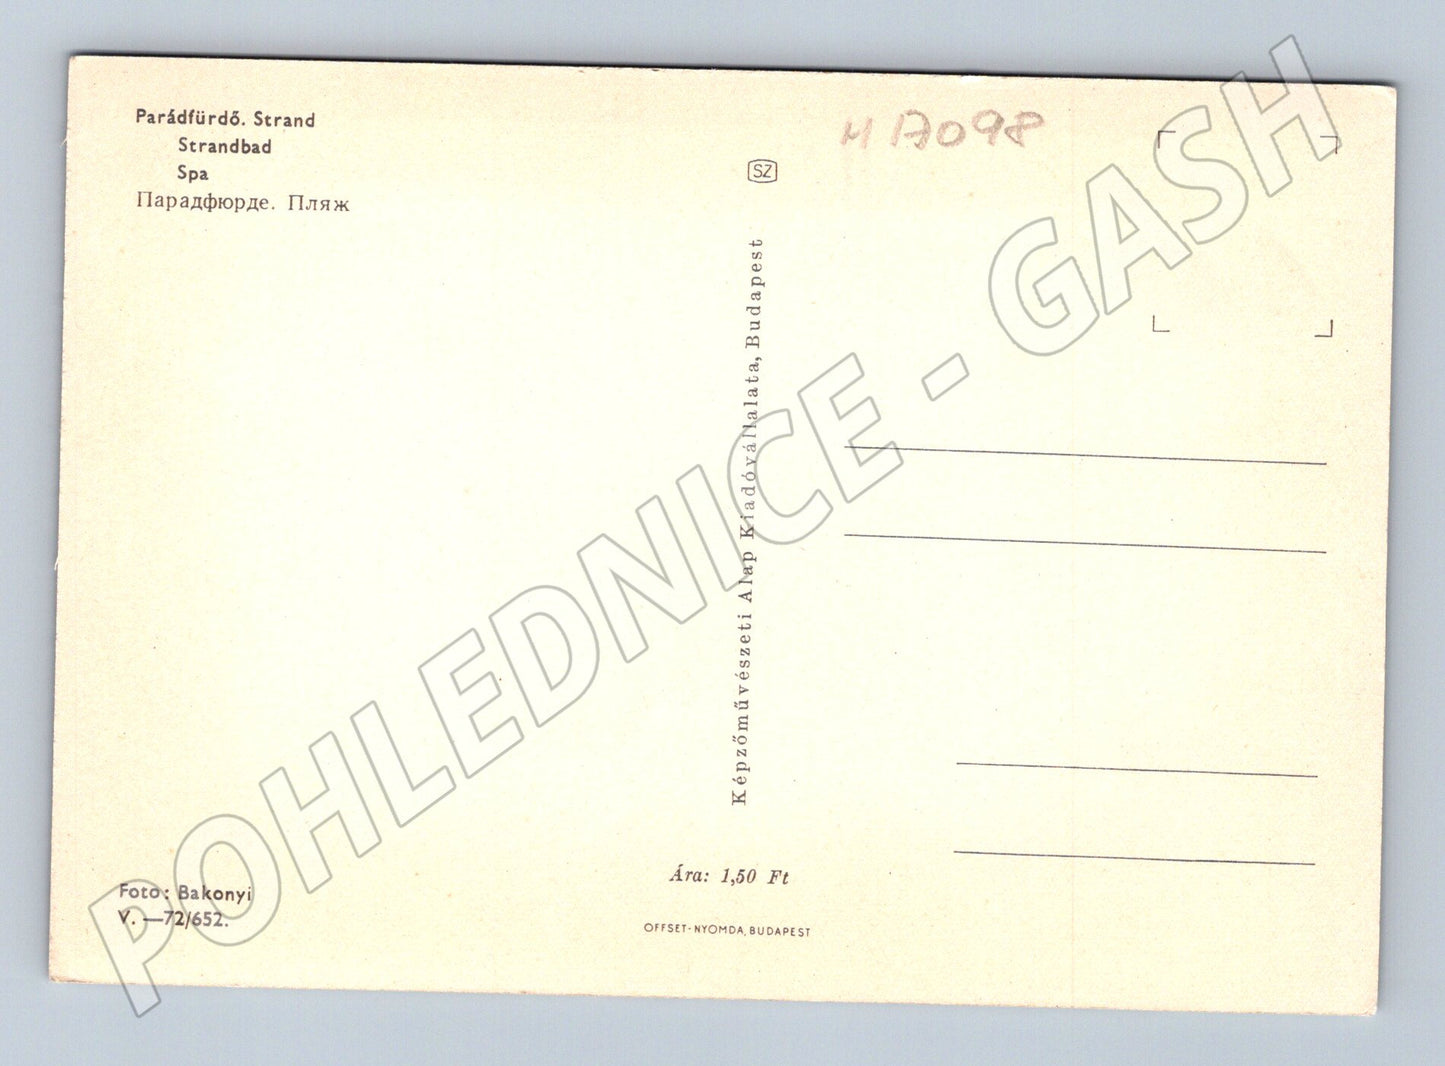 Parádfürdő. Strand
Strandbad
Spa
Парадфюрде. Пляж
H 17098
SZ
Képzőművészeti Alap Kiadóvállalata, Budapest
POHLEDNICE - GASH
Foto: Bakonyi
V. —72/652.
Ára: 1,50 Ft
OFFSET-NYOMDA, BUDAPEST